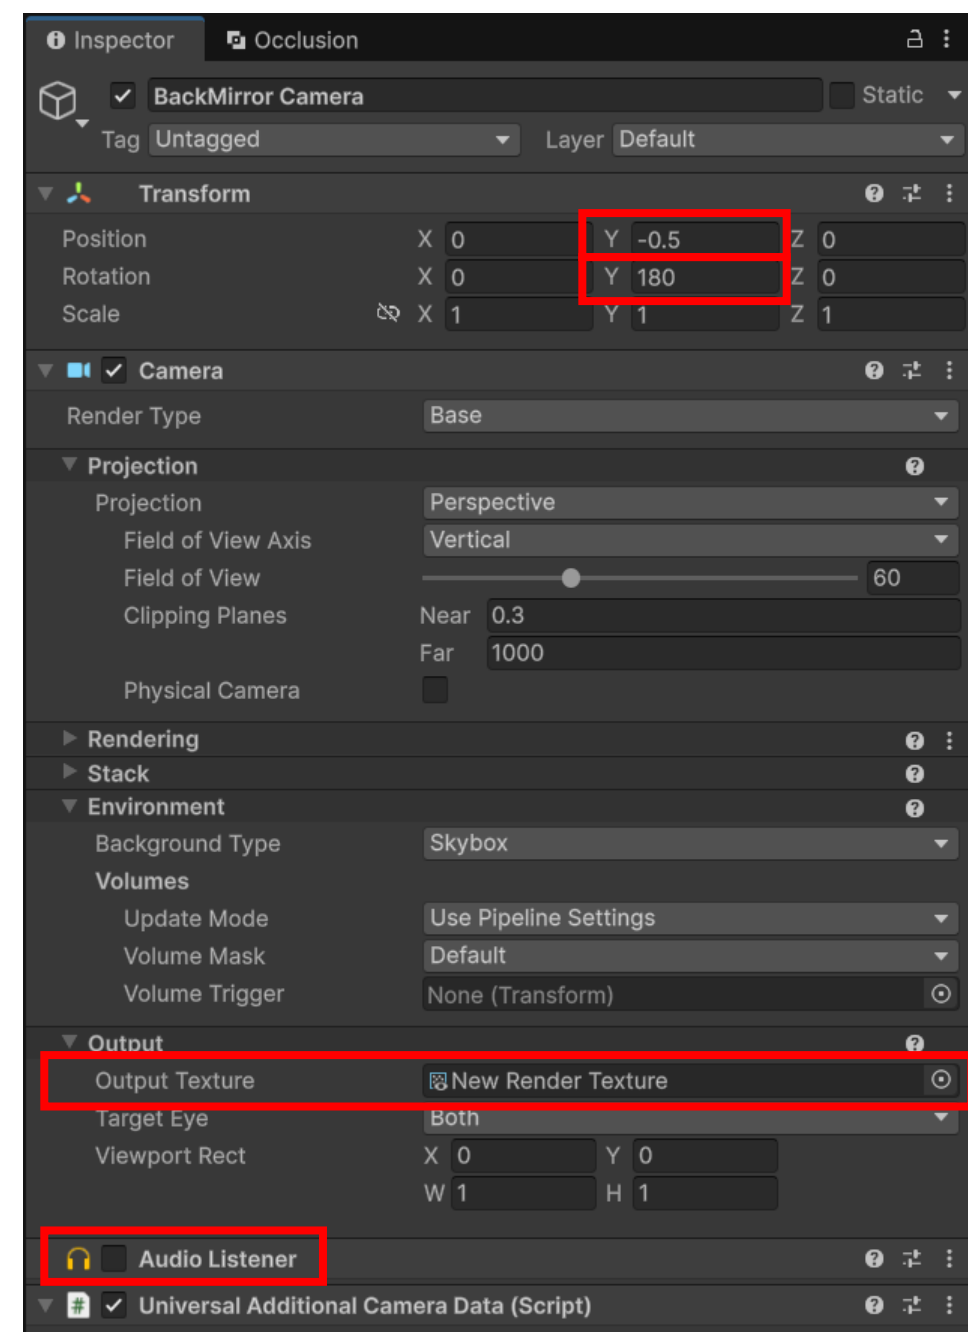 Inspector Occlusion
BackMirror Camera Static
Tag Untagged Layer Default
Transform
Position X 0 Y -0.5 Z 0
Rotation X 0 Y 180 Z 0
Scale X 1 Y 1 Z 1
Camera
Render Type Base
Projection
Projection Perspective
Field of View Axis Vertical
Field of View 60
Clipping Planes Near 0.3
Far 1000
Physical Camera
Rendering
Stack
Environment
Background Type Skybox
Volumes
Update Mode Use Pipeline Settings
Volume Mask Default
Volume Trigger None (Transform)
Output
Output Texture New Render Texture
Target Eye Both
Viewport Rect X 0 Y 0
W 1 H 1
Audio Listener
# Universal Additional Camera Data (Script)